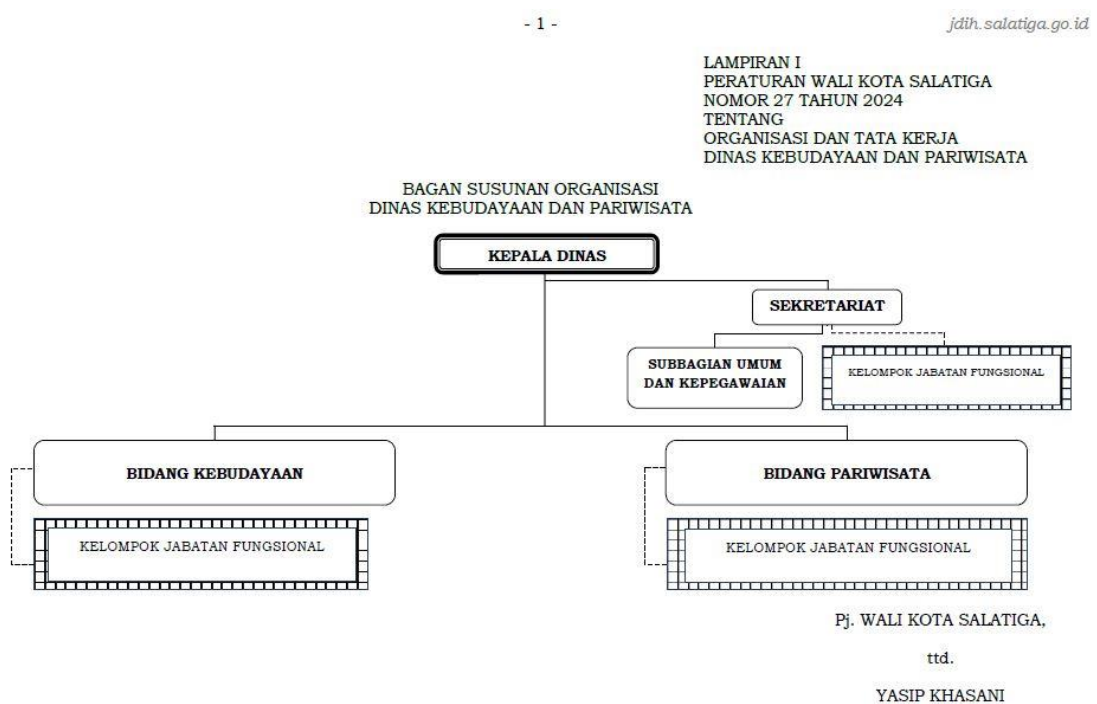 - 1 -
jdih.salatiga.go.id
LAMPIRAN I
PERATURAN WALI KOTA SALATIGA
NOMOR 27 TAHUN 2024
TENTANG
ORGANISASI DAN TATA KERJA
DINAS KEBUDAYAAN DAN PARIWISATA
BAGAN SUSUNAN ORGANISASI
DINAS KEBUDAYAAN DAN PARIWISATA
KEPALA DINAS
SEKRETARIAT
SUBBAGIAN UMUM
DAN KEPEGAWAIAN
KELOMPOK JABATAN FUNGSIONAL
BIDANG KEBUDAYAAN
KELOMPOK JABATAN FUNGSIONAL
BIDANG PARIWISATA
KELOMPOK JABATAN FUNGSIONAL
Pj. WALI KOTA SALATIGA,
ttd.
YASIP KHASANI